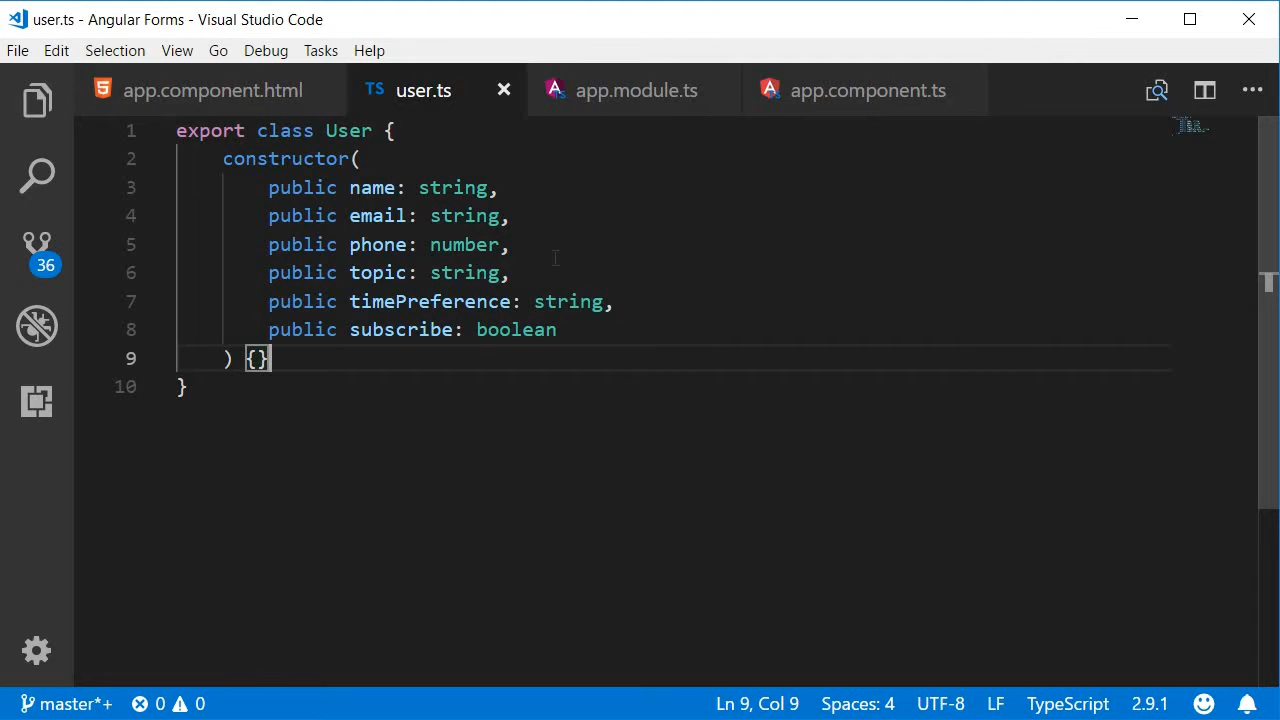 user.ts - Angular Forms - Visual Studio Code
File Edit Selection View Go Debug Tasks Help
app.component.html TS user.ts app.module.ts app.component.ts
1 export class User {
2 constructor(
3 public name: string,
4 public email: string,
5 public phone: number,
6 public topic: string,
7 public timePreference: string,
8 public subscribe: boolean
9 ) {}
10 }
36
master*+ 0 0 Ln 9, Col 9 Spaces: 4 UTF-8 LF TypeScript 2.9.1